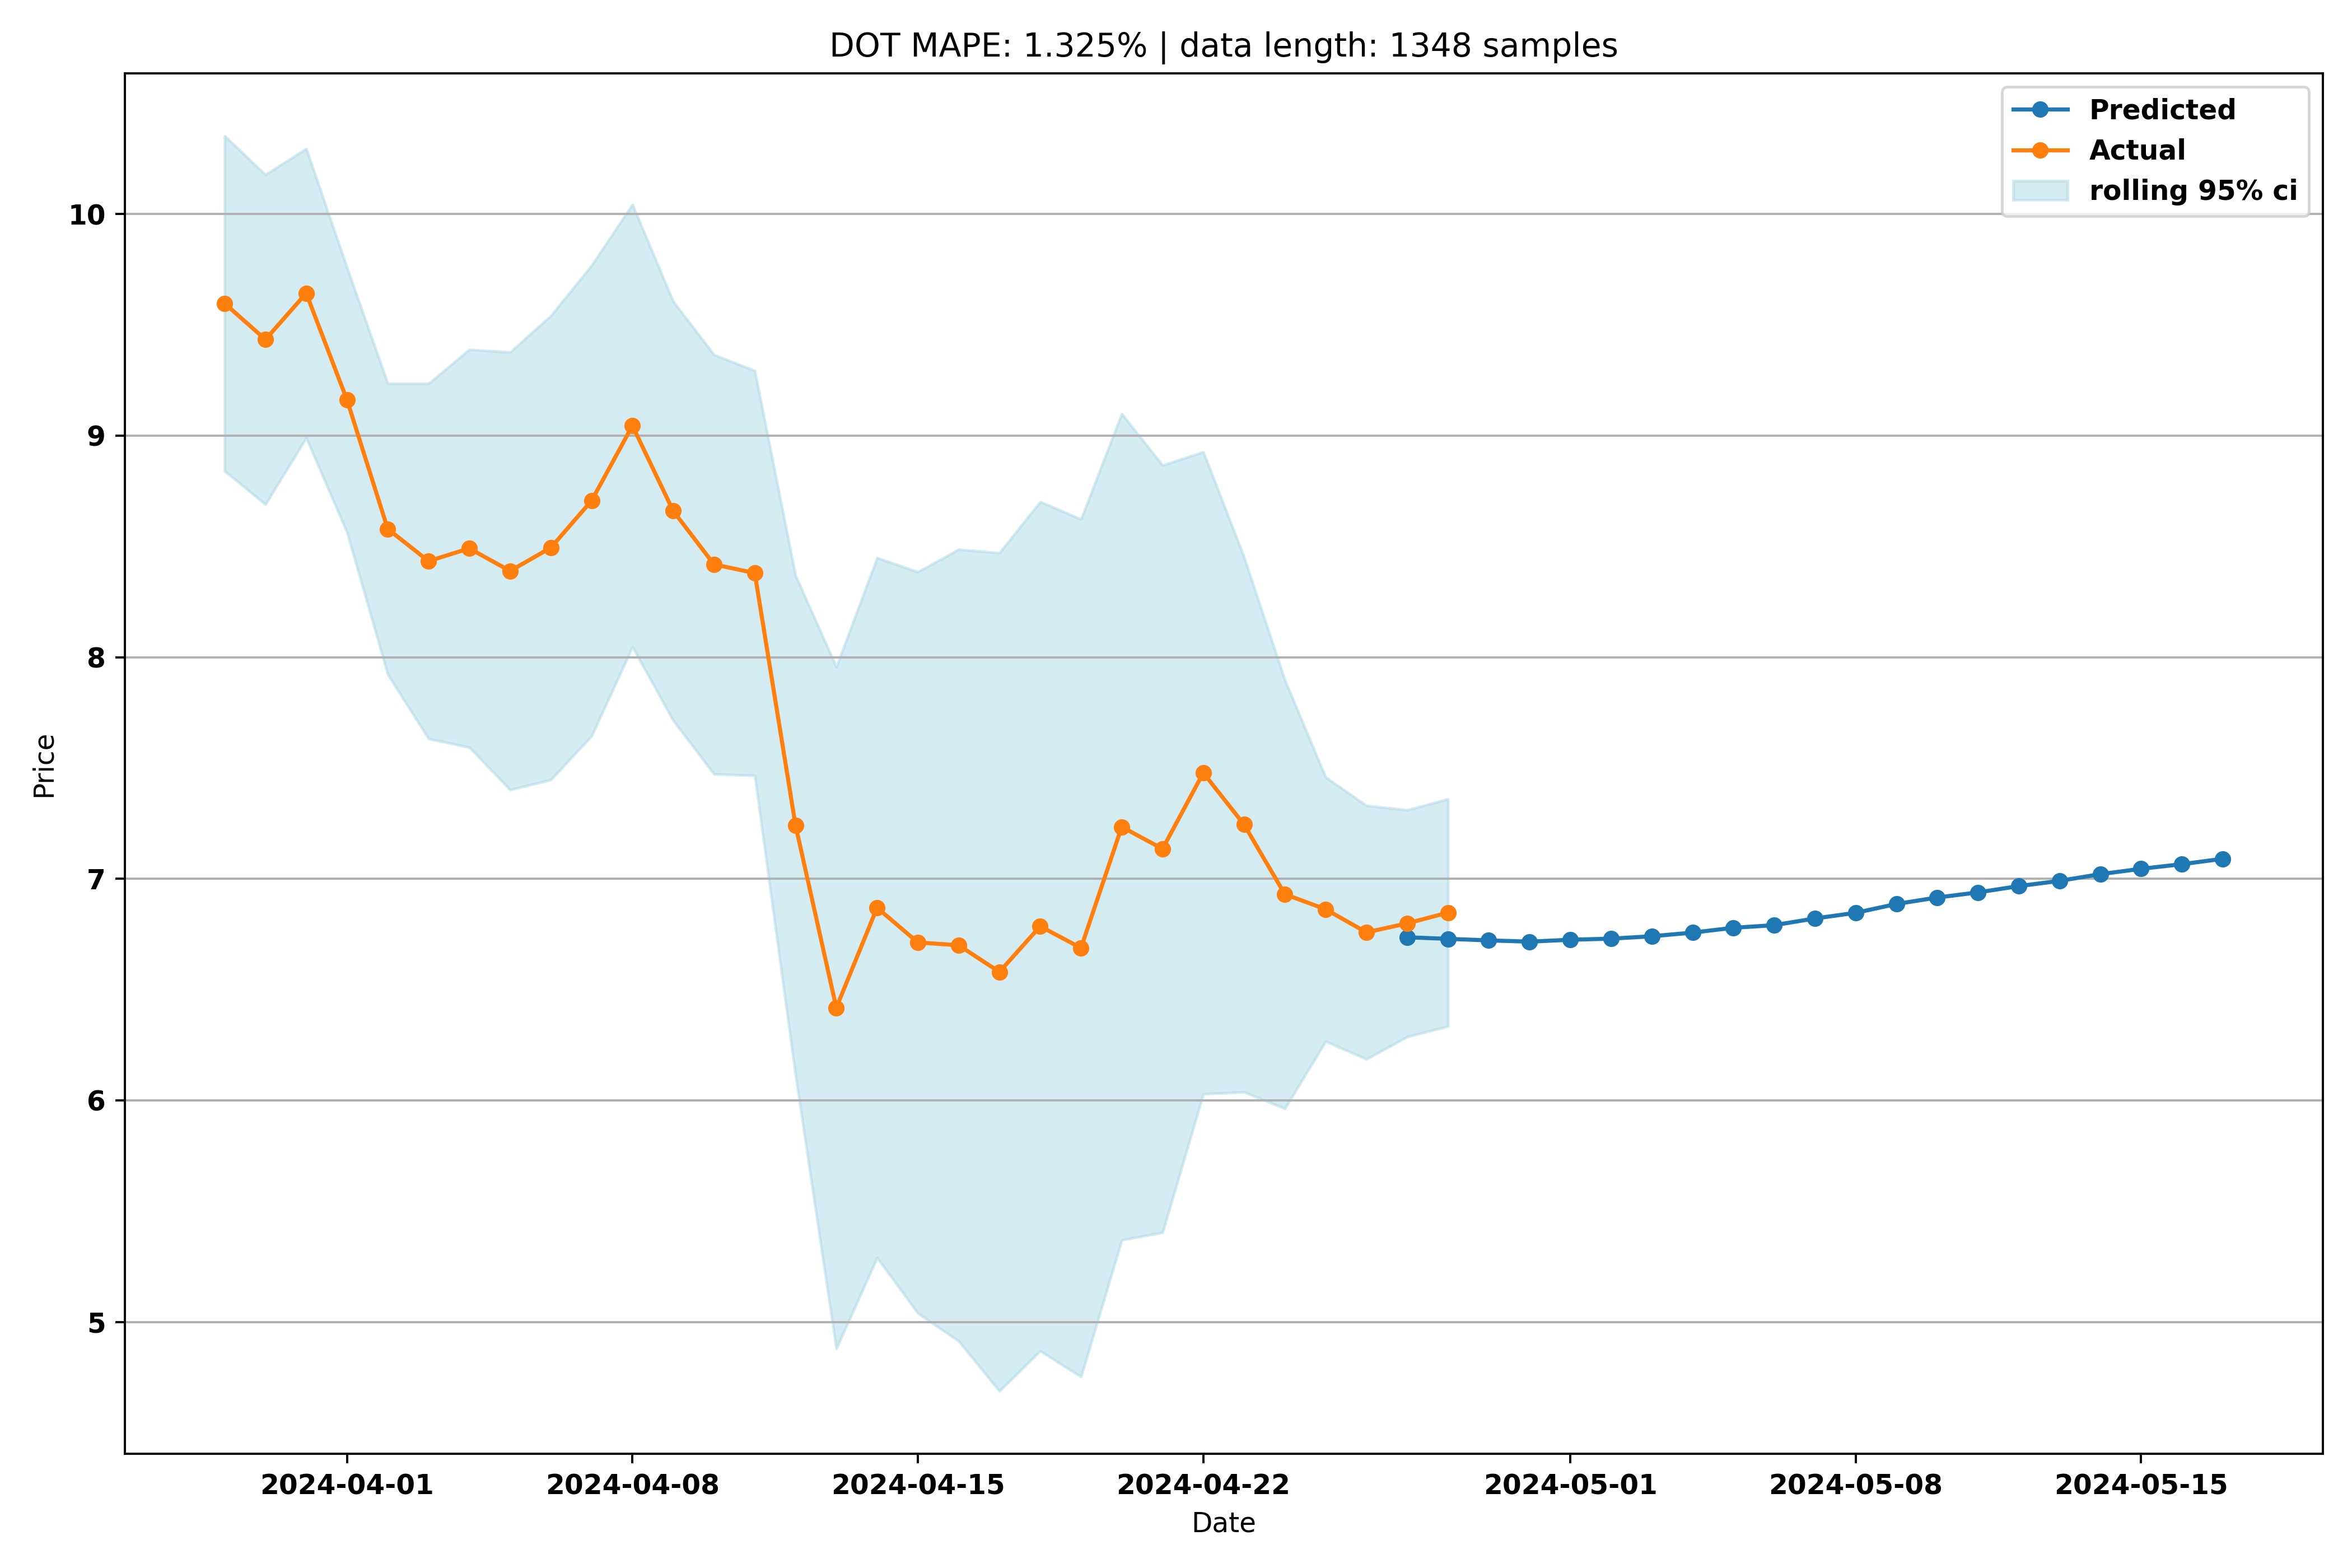 DOT MAPE: 1.325% | data length: 1348 samples
Predicted
Actual
rolling 95% ci
10
9
8
7
6
5
Price
2024-04-01
2024-04-08
2024-04-15
2024-04-22
2024-05-01
2024-05-08
2024-05-15
Date